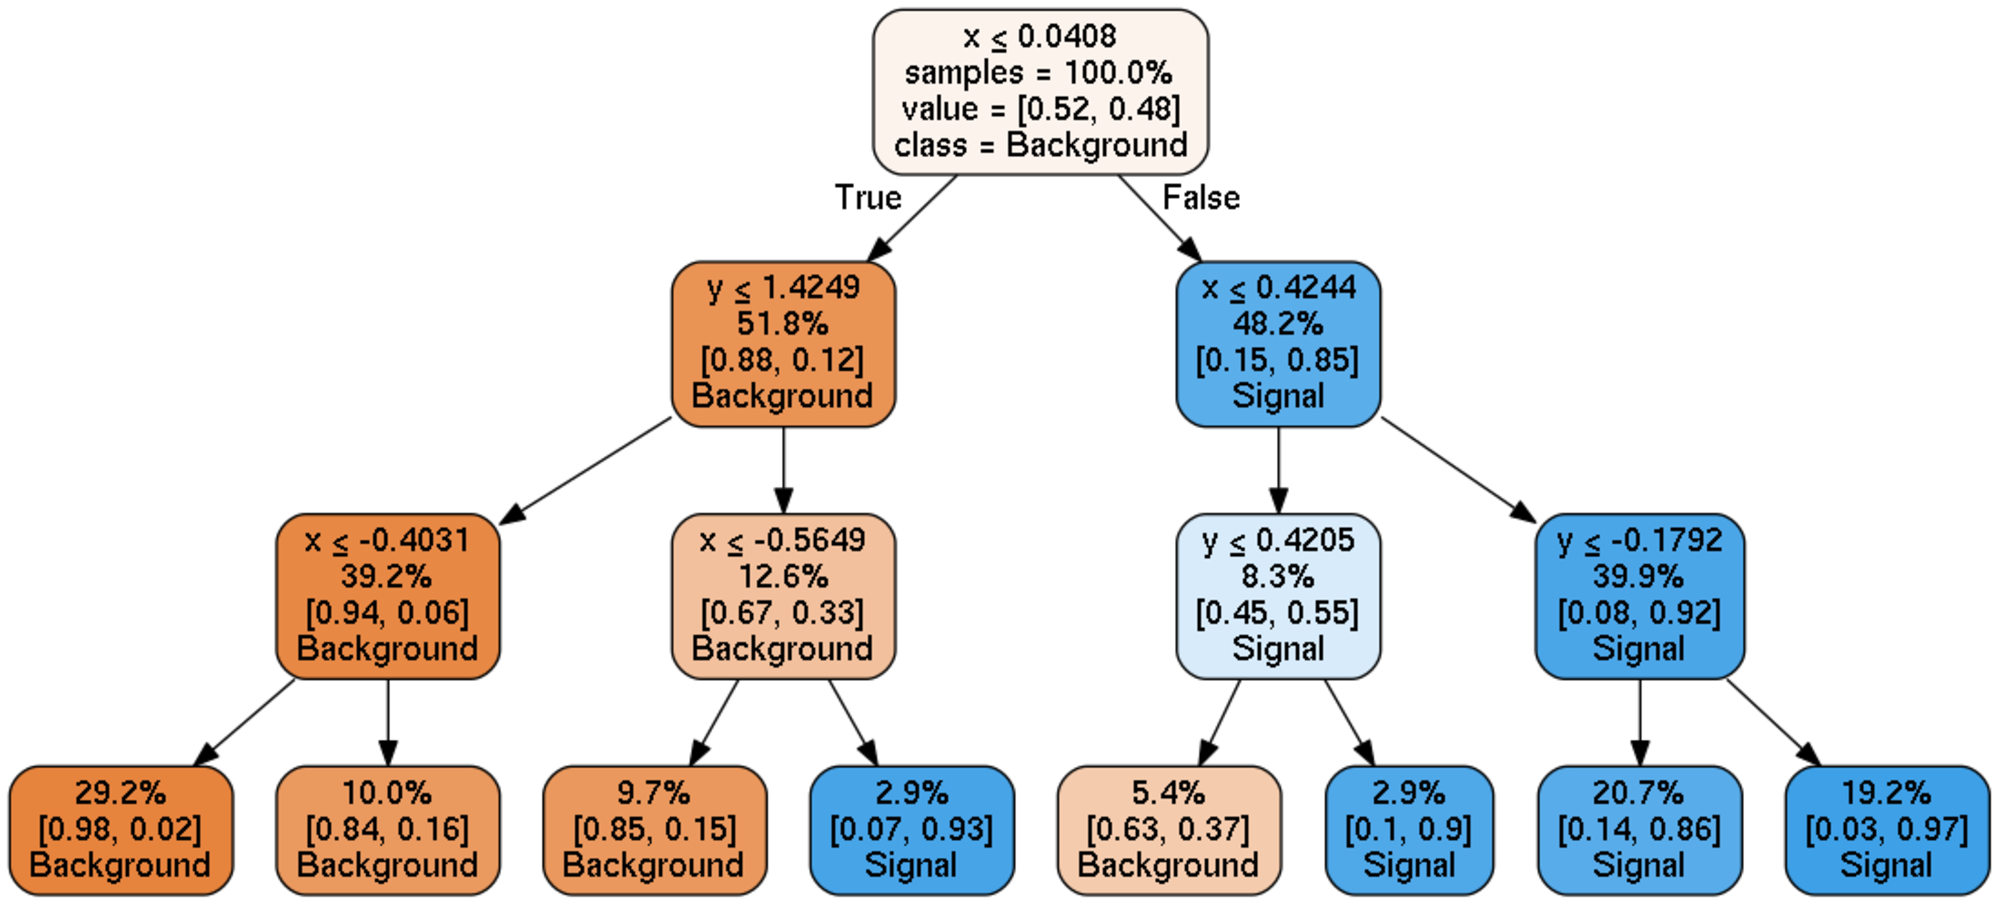 x ≤ 0.0408
samples = 100.0%
value = [0.52, 0.48]
class = Background
True
False
y ≤ 1.4249
51.8%
[0.88, 0.12]
Background
x ≤ 0.4244
48.2%
[0.15, 0.85]
Signal
x ≤ -0.4031
39.2%
[0.94, 0.06]
Background
x ≤ -0.5649
12.6%
[0.67, 0.33]
Background
y ≤ 0.4205
8.3%
[0.45, 0.55]
Signal
y ≤ -0.1792
39.9%
[0.08, 0.92]
Signal
29.2%
[0.98, 0.02]
Background
10.0%
[0.84, 0.16]
Background
9.7%
[0.85, 0.15]
Background
2.9%
[0.07, 0.93]
Signal
5.4%
[0.63, 0.37]
Background
2.9%
[0.1, 0.9]
Signal
20.7%
[0.14, 0.86]
Signal
19.2%
[0.03, 0.97]
Signal